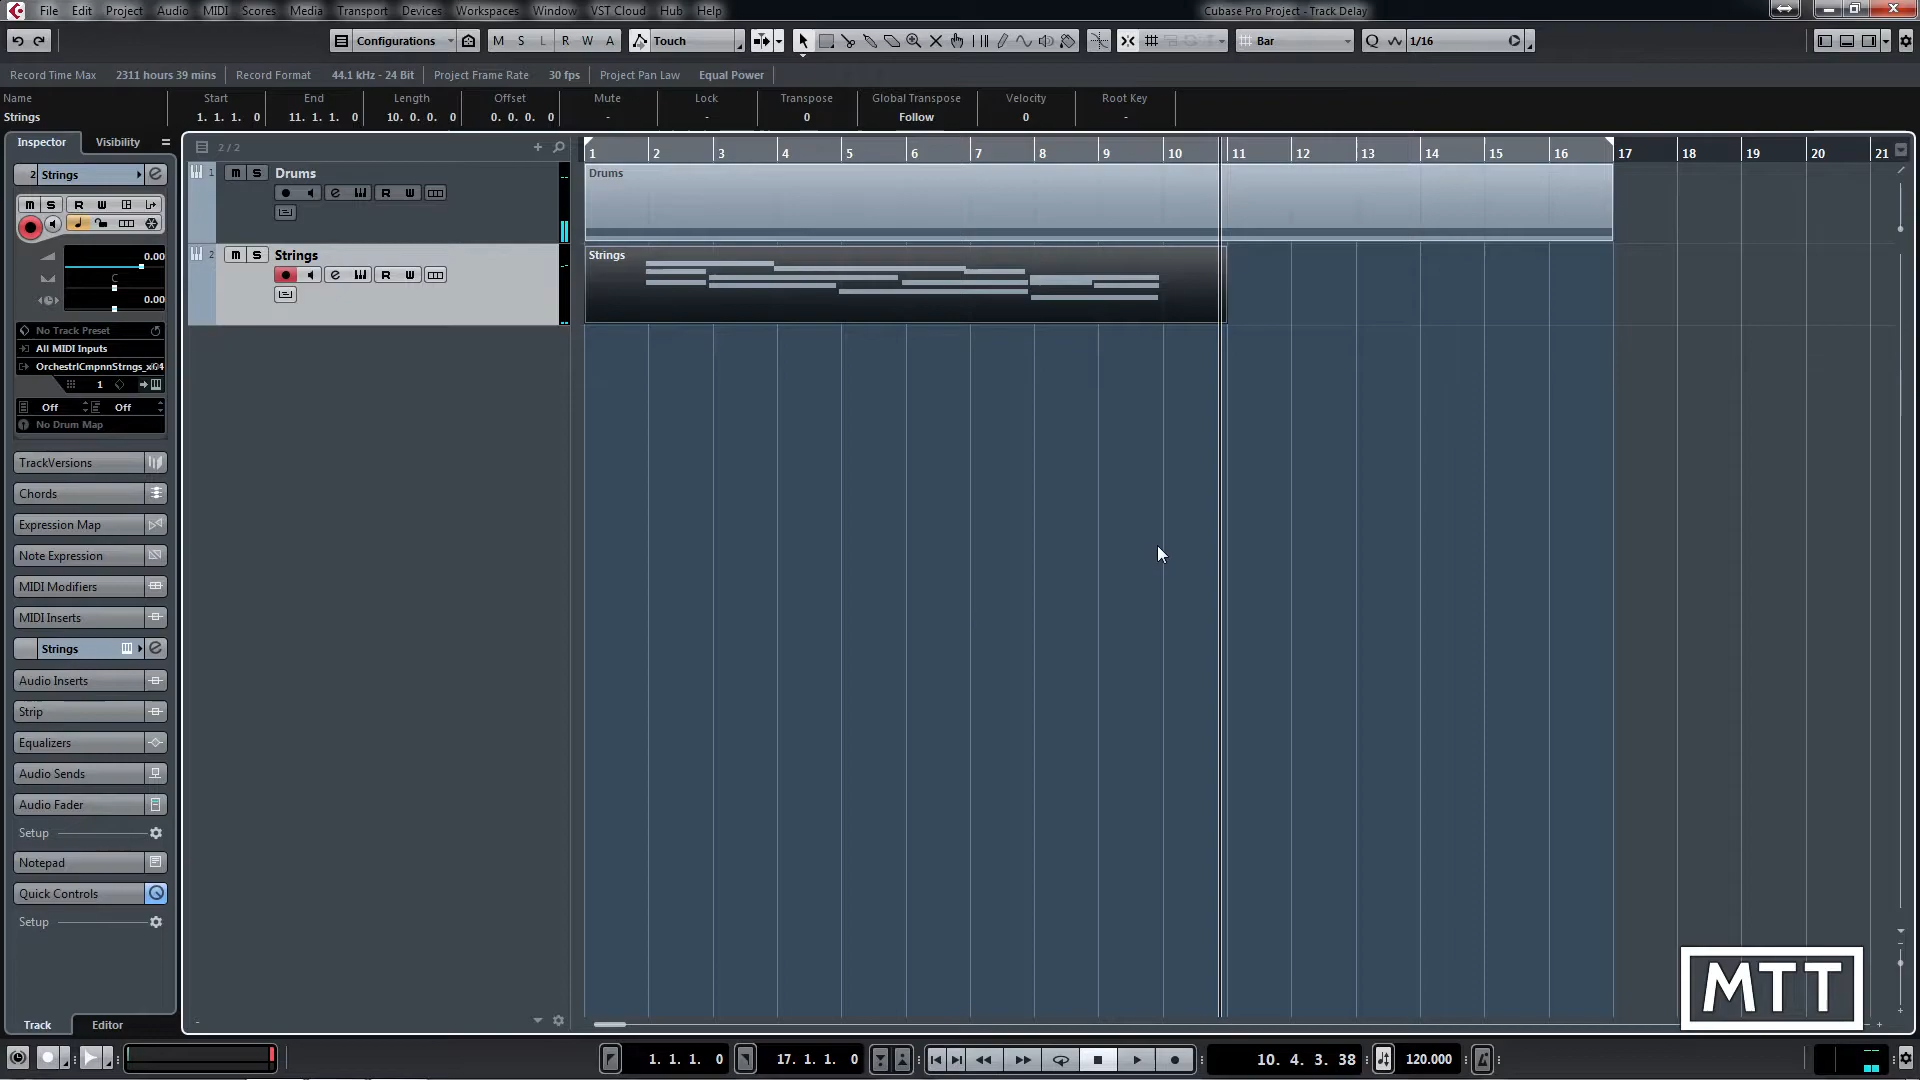 File Edit Project Audio MIDI Scores Media Transport Devices Workspaces Window VST Cloud Hub Help
Cubase Pro Project - Track Delay
Configurations M S L R W A Touch Bar Q 1/16
Record Time Max 2311 hours 39 mins Record Format 44.1 kHz - 24 Bit Project Frame Rate 30 fps Project Pan Law Equal Power
Name Start End Length Offset Mute Lock Transpose Global Transpose Velocity Root Key
Strings 1. 1. 1. 0 11. 1. 1. 0 10. 0. 0. 0 0. 0. 0. 0 - - 0 Follow 0 -
Inspector Visibility
2/2
1 2 3 4 5 6 7 8 9 10 11 12 13 14 15 16 17 18 19 20 21
2 Strings
M S R W
0.00
C
0.00
No Track Preset
All MIDI Inputs
OrchestrlCmpnnStrngs_x
1
Off Off
No Drum Map
TrackVersions
Chords
Expression Map
Note Expression
MIDI Modifiers
MIDI Inserts
Strings
Audio Inserts
Strip
Equalizers
Audio Sends
Audio Fader
Setup
Notepad
Quick Controls
Setup
Track Editor
1 m S Drums
R W
2 m S Strings
R W
Drums
Strings
MTT
1. 1. 1. 0 17. 1. 1. 0 10. 4. 3. 38 120.000